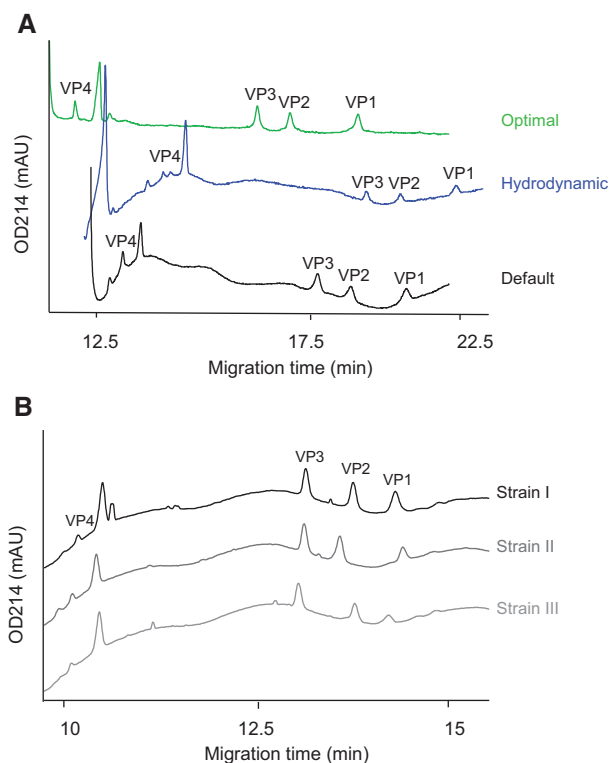 A
OD214 (mAU)
VP4
VP3
VP2
VP1
Optimal
VP4
VP3
VP2
VP1
Hydrodynamic
VP4
VP3
VP2
VP1
Default
12.5
17.5
22.5
Migration time (min)
B
OD214 (mAU)
VP4
VP3
VP2
VP1
Strain I
Strain II
Strain III
10
12.5
15
Migration time (min)